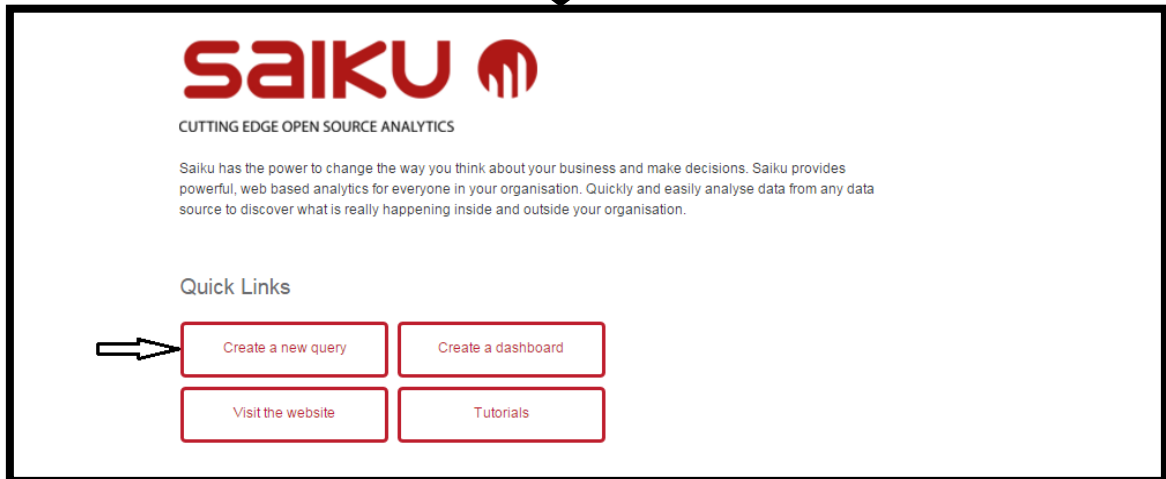 saiku
CUTTING EDGE OPEN SOURCE ANALYTICS
Saiku has the power to change the way you think about your business and make decisions. Saiku provides
powerful, web based analytics for everyone in your organisation. Quickly and easily analyse data from any data
source to discover what is really happening inside and outside your organisation.
Quick Links
Create a new query
Create a dashboard
Visit the website
Tutorials